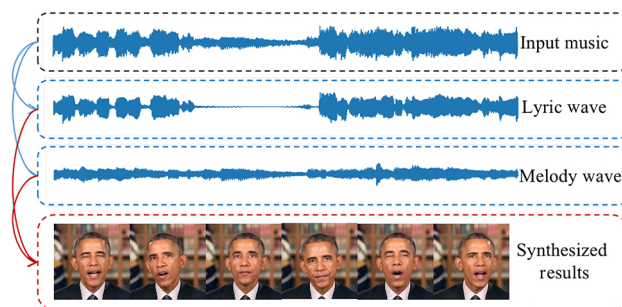 Input music
Lyric wave
Melody wave
Synthesized
results